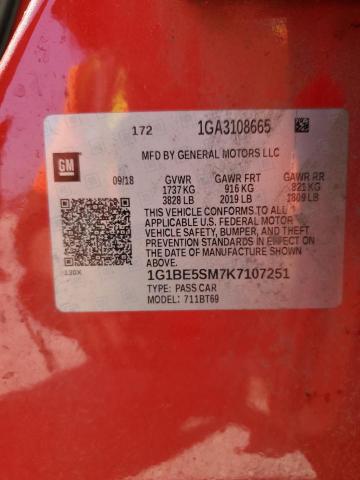 172 1GA3108665
GM
MFD BY GENERAL MOTORS LLC
09/18 GVWR GAWR FRT GAWR RR
1737 KG 916 KG 821 KG
3828 LB 2019 LB 1809 LB
THIS VEHICLE CONFORMS TO ALL
APPLICABLE U.S. FEDERAL MOTOR
VEHICLE SAFETY, BUMPER, AND THEFT
PREVENTION STANDARDS IN EFFECT ON
THE DATE OF MANUFACTURE SHOWN
ABOVE.
130X 1G1BE5SM7K7107251
TYPE: PASS CAR
MODEL: 711BT69